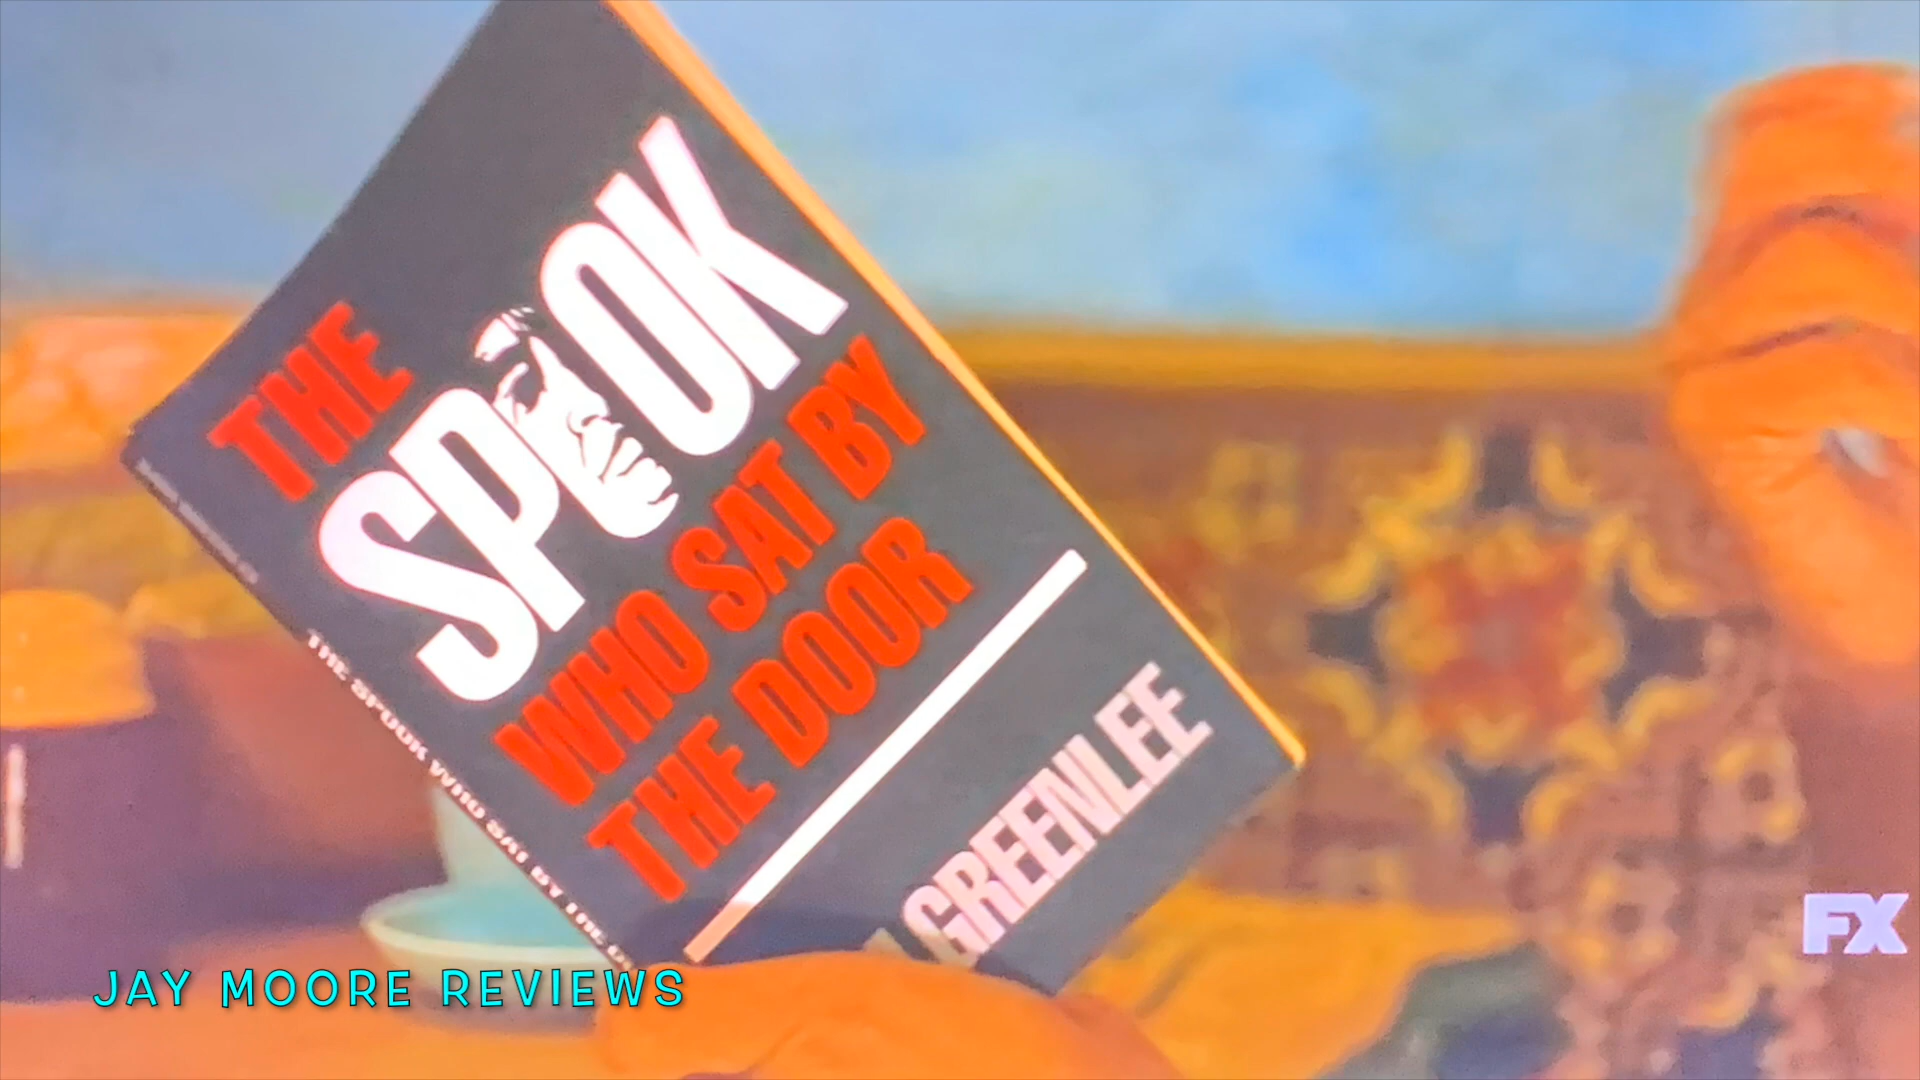 THE
SPOOK
WHO SAT BY
THE DOOR
GREENLEE
THE SPOOK WHO SAT BY THE
FX
JAY MOORE REVIEWS